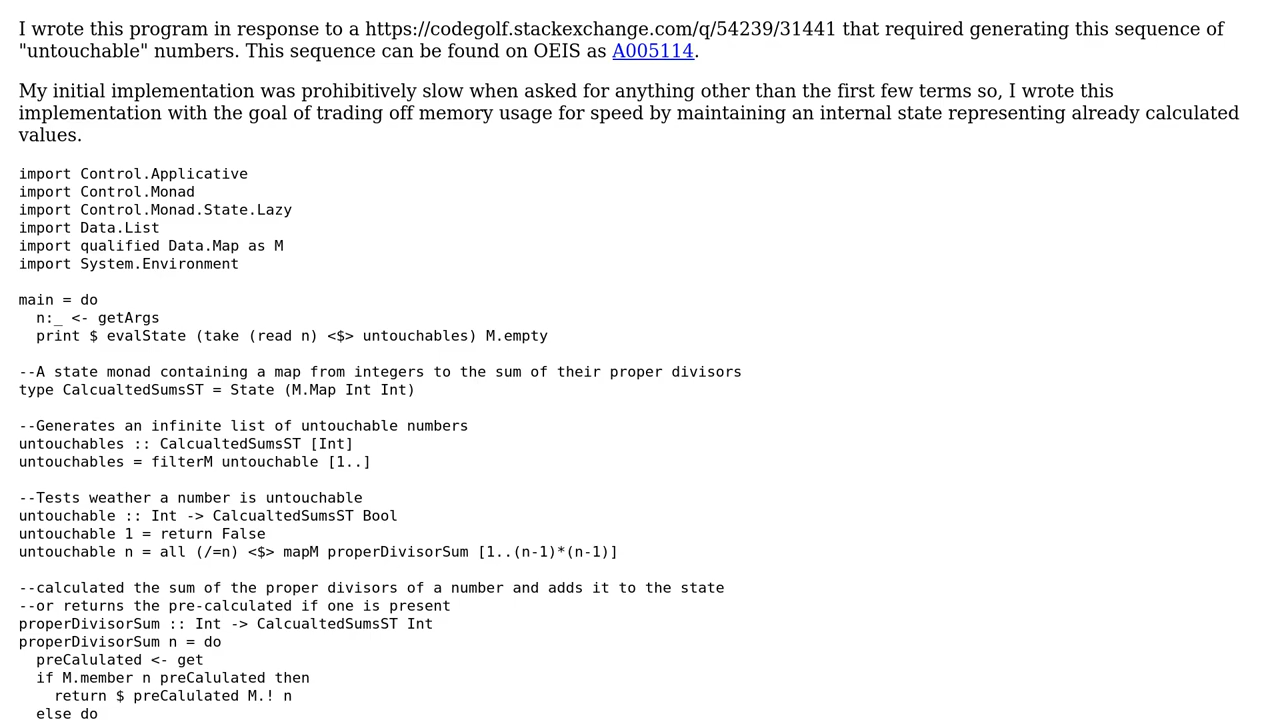 I wrote this program in response to a https://codegolf.stackexchange.com/q/54239/31441 that required generating this sequence of
"untouchable" numbers. This sequence can be found on OEIS as A005114.
My initial implementation was prohibitively slow when asked for anything other than the first few terms so, I wrote this
implementation with the goal of trading off memory usage for speed by maintaining an internal state representing already calculated
values.
import Control.Applicative
import Control.Monad
import Control.Monad.State.Lazy
import Data.List
import qualified Data.Map as M
import System.Environment
main = do
  n:_ <- getArgs
  print $ evalState (take (read n) <$> untouchables) M.empty
--A state monad containing a map from integers to the sum of their proper divisors
type CalcualtedSumsST = State (M.Map Int Int)
--Generates an infinite list of untouchable numbers
untouchables :: CalcualtedSumsST [Int]
untouchables = filterM untouchable [1..]
--Tests weather a number is untouchable
untouchable :: Int -> CalcualtedSumsST Bool
untouchable 1 = return False
untouchable n = all (/=n) <$> mapM properDivisorSum [1..(n-1)*(n-1)]
--calculated the sum of the proper divisors of a number and adds it to the state
--or returns the pre-calculated if one is present
properDivisorSum :: Int -> CalcualtedSumsST Int
properDivisorSum n = do
  preCalulated <- get
  if M.member n preCalulated then
    return $ preCalulated M.! n
  else do